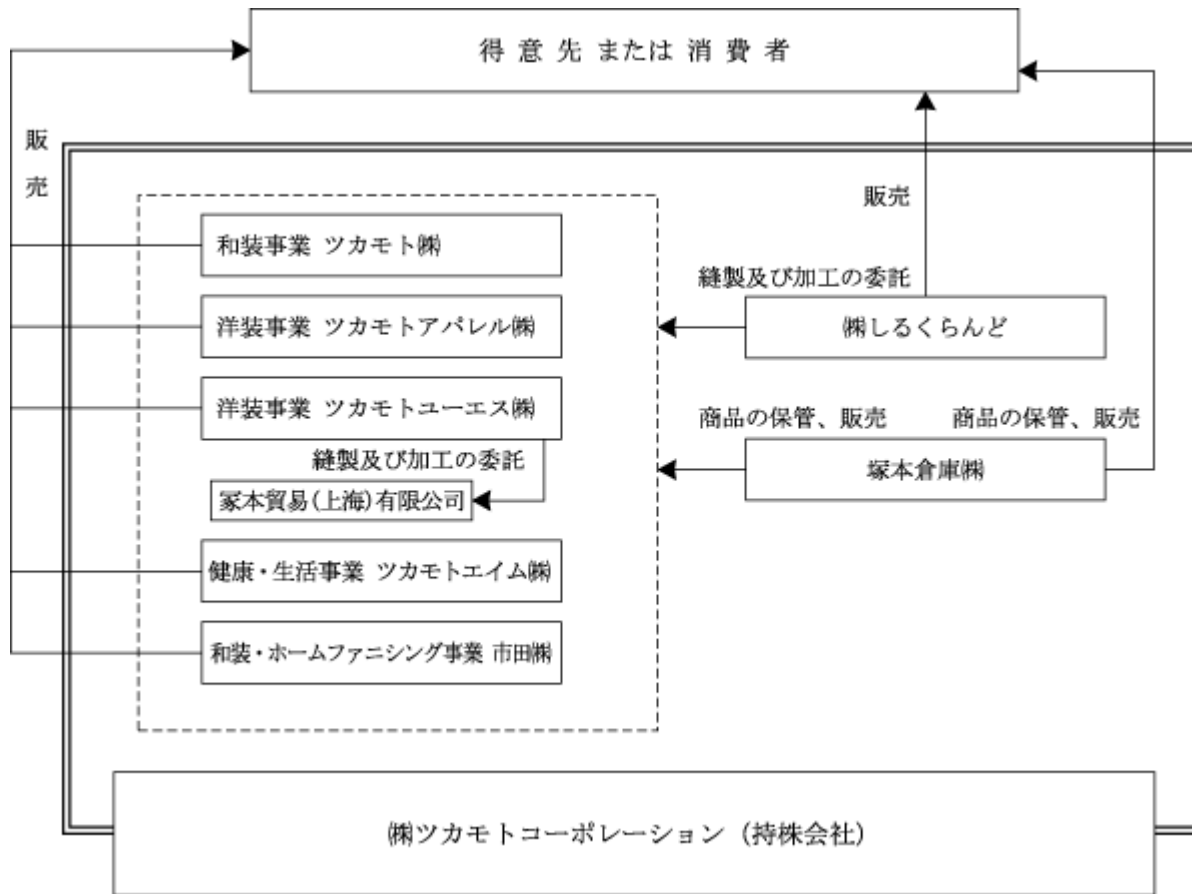 得意先または消費者
販売
販売
和装事業 ツカモト㈱
縫製及び加工の委託
洋装事業 ツカモトアパレル㈱
㈱しるくらんど
洋装事業 ツカモトユーエス㈱
商品の保管、販売
商品の保管、販売
縫製及び加工の委託
塚本倉庫㈱
冢本貿易(上海)有限公司
健康・生活事業 ツカモトエイム㈱
和装・ホームファニシング事業 市田㈱
㈱ツカモトコーポレーション（持株会社）